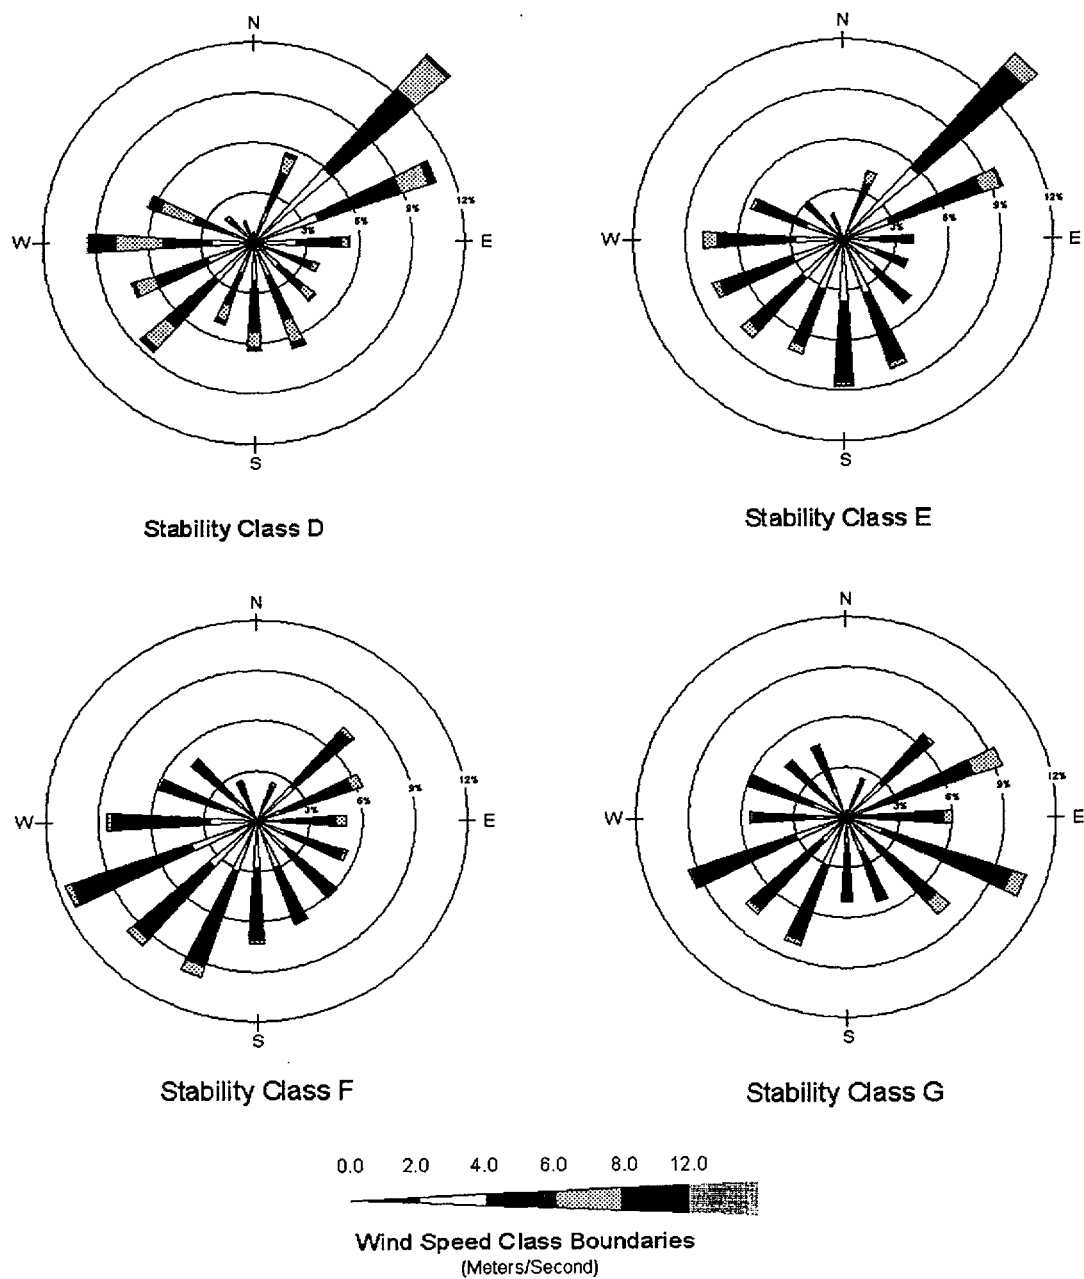 N
N
12%
12%
9%
9%
6%
6%
3%
3%
W
E
W
E
S
S
Stability Class D
Stability Class E
N
N
12%
12%
9%
9%
6%
6%
3%
3%
W
E
W
E
S
S
Stability Class F
Stability Class G
0.0 2.0 4.0 6.0 8.0 12.0
Wind Speed Class Boundaries
(Meters/Second)